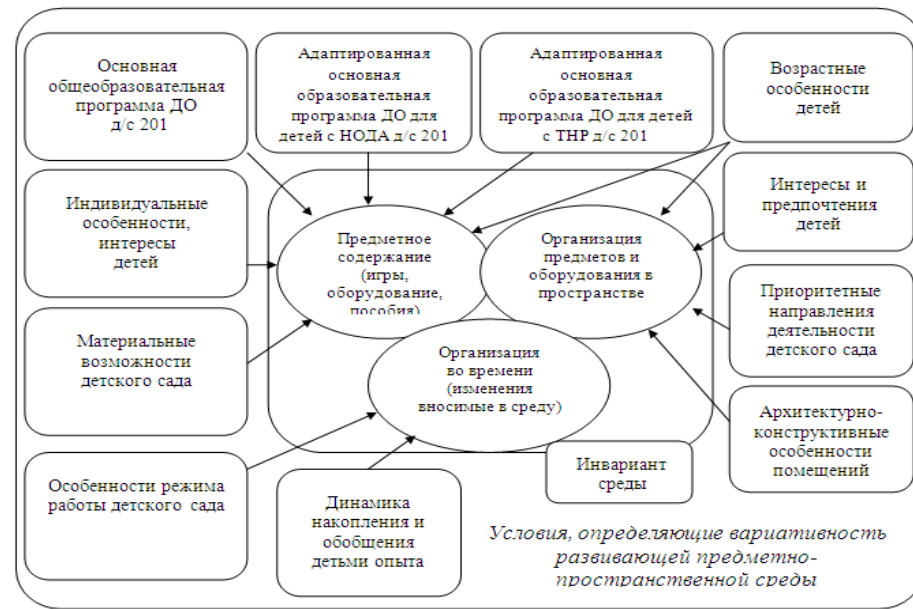 Основная
общеобразовательная
программа ДО
д/с 201
Адаптированная
основная
образовательная
программа ДО для
детей с НОДА д/с 201
Адаптированная
основная
образовательная
программа ДО для детей
с ТНР д/с 201
Возрастные
особенности
детей
Индивидуальные
особенности,
интересы
детей
Предметное
содержание
(игры,
оборудование,
пособия)
Организация
предметов и
оборудования в
пространстве
Интересы и
предпочтения
детей
Материальные
возможности
детского сада
Организация
во времени
(изменения
вносимые в среду)
Приоритетные
направления
деятельности
детского сада
Архитектурно-
конструктивные
особенности
помещений
Особенности режима
работы детского сада
Динамика
накопления и
обобщения
детьми опыта
Инвариант
среды
Условия, определяющие вариативность
развивающей предметно-
пространственной среды